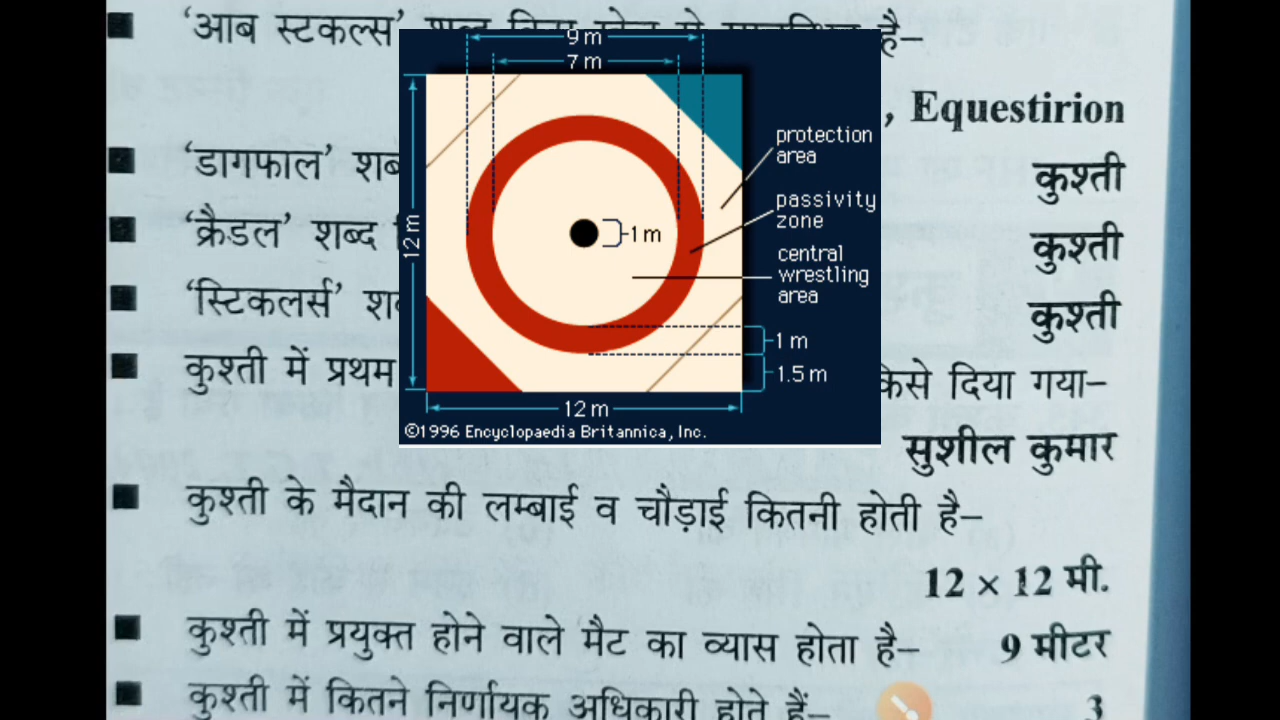 ‘आब स्टकल्स’ है–
, Equestirion
‘डागफाल’ कुश्ती
‘क्रैडल’ शब्द कुश्ती
‘स्टिकलर्स’ कुश्ती
कुश्ती में प्रथम किसे दिया गया–
सुशील कुमार
कुश्ती के मैदान की लम्बाई व चौड़ाई कितनी होती है–
12 × 12 मी.
कुश्ती में प्रयुक्त होने वाले मैट का व्यास होता है– 9 मीटर
कुश्ती में कितने निर्णायक अधिकारी होते हैं– 3
9 m
7 m
12 m
1 m
protection
area
passivity
zone
central
wrestling
area
1 m
1.5 m
12 m
©1996 Encyclopaedia Britannica, Inc.